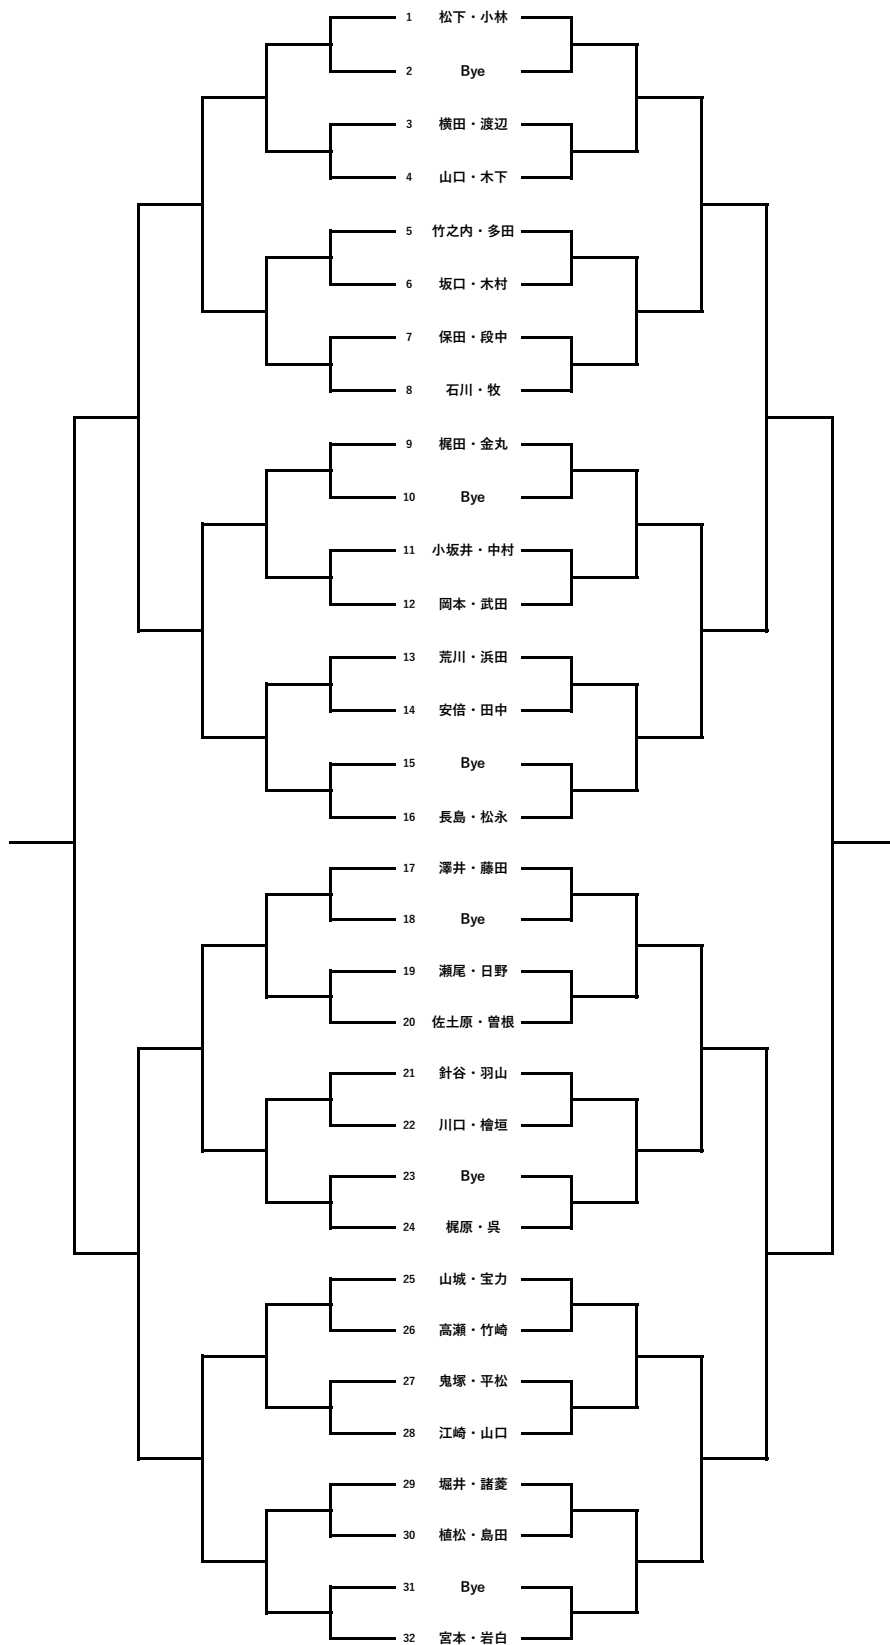 1 松下・小林
2 Bye
3 横田・渡辺
4 山口・木下
5 竹之内・多田
6 坂口・木村
7 保田・段中
8 石川・牧
9 梶田・金丸
10 Bye
11 小坂井・中村
12 岡本・武田
13 荒川・浜田
14 安倍・田中
15 Bye
16 長島・松永
17 澤井・藤田
18 Bye
19 瀬尾・日野
20 佐土原・曽根
21 針谷・羽山
22 川口・檜垣
23 Bye
24 梶原・呉
25 山城・宝力
26 高瀬・竹崎
27 鬼塚・平松
28 江崎・山口
29 堀井・諸菱
30 植松・島田
31 Bye
32 宮本・岩白